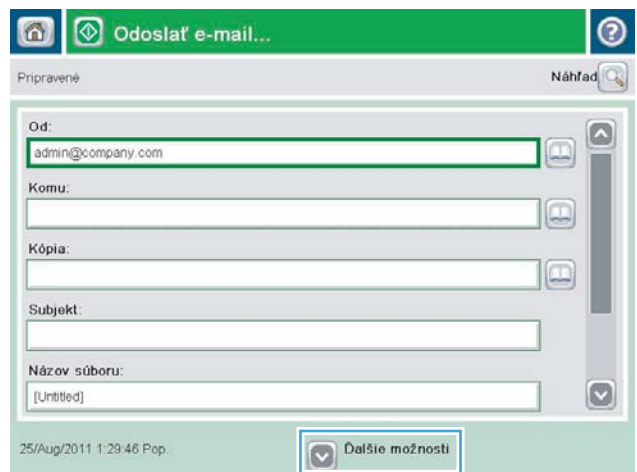 Odoslať e-mail...
Pripravené
Náhľad
Od:
admin@company.com
Komu:
Kópia:
Subjekt:
Názov súboru:
[Untitled]
25/Aug/2011 1:29:46 Pop.
Ďalšie možnosti